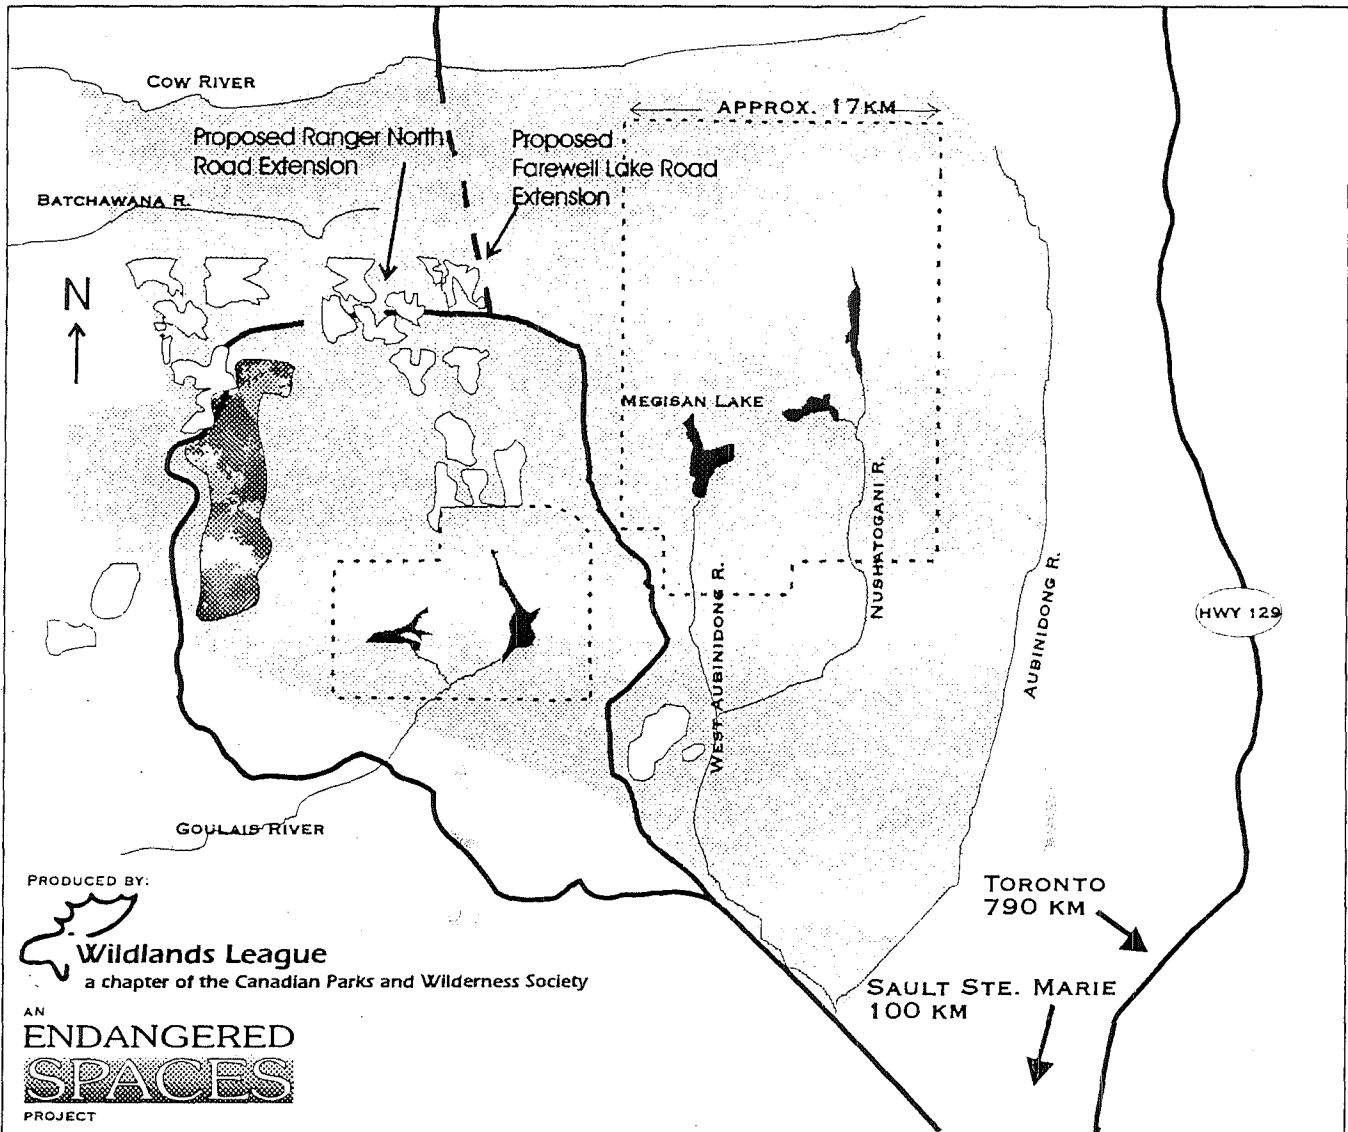 COW RIVER
APPROX. 17KM
Proposed Ranger North
Road Extension
Proposed
Farewell Lake Road
Extension
BATCHAWANA R.
N
MEGISAN LAKE
NUSHATOGANI R.
WEST AUBINIDONG R.
AUBINIDONG R.
HWY 129
GOULAIS RIVER
TORONTO
790 KM
SAULT STE. MARIE
100 KM
PRODUCED BY:
Wildlands League
a chapter of the Canadian Parks and Wilderness Society
AN
ENDANGERED
SPACES
PROJECT